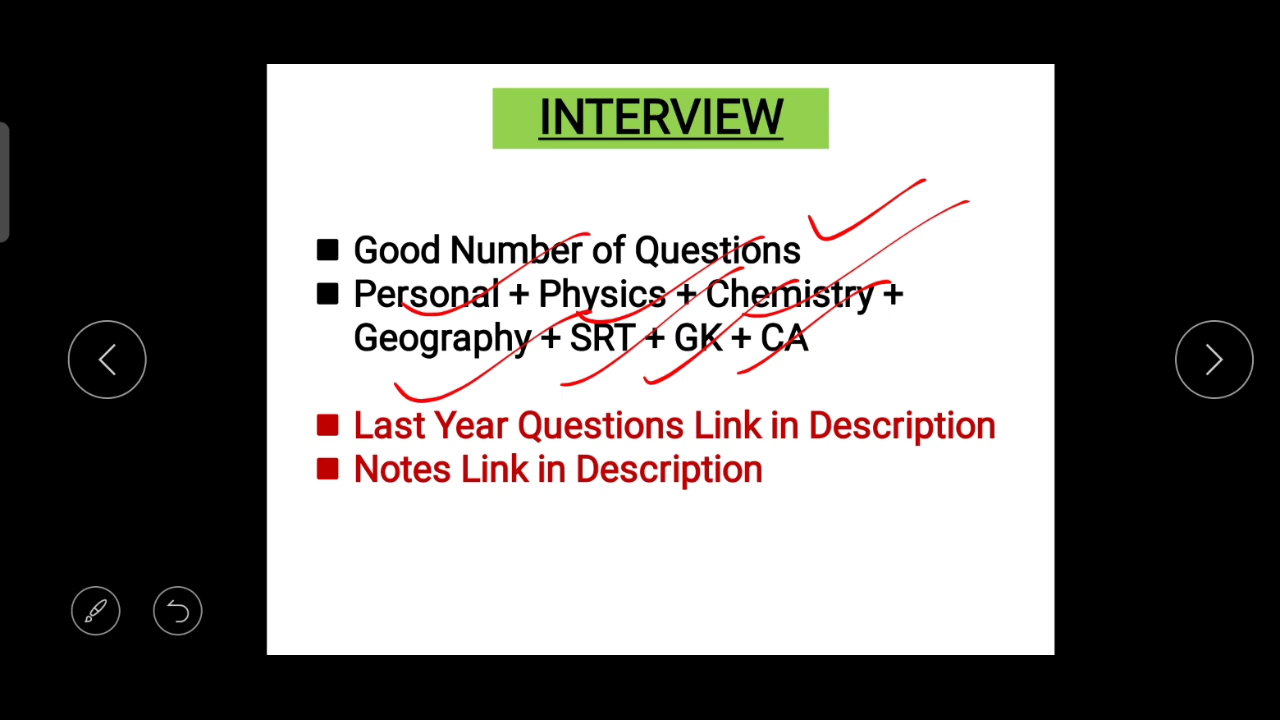 INTERVIEW
Good Number of Questions
Personal + Physics + Chemistry +
Geography + SRT + GK + CA
Last Year Questions Link in Description
Notes Link in Description